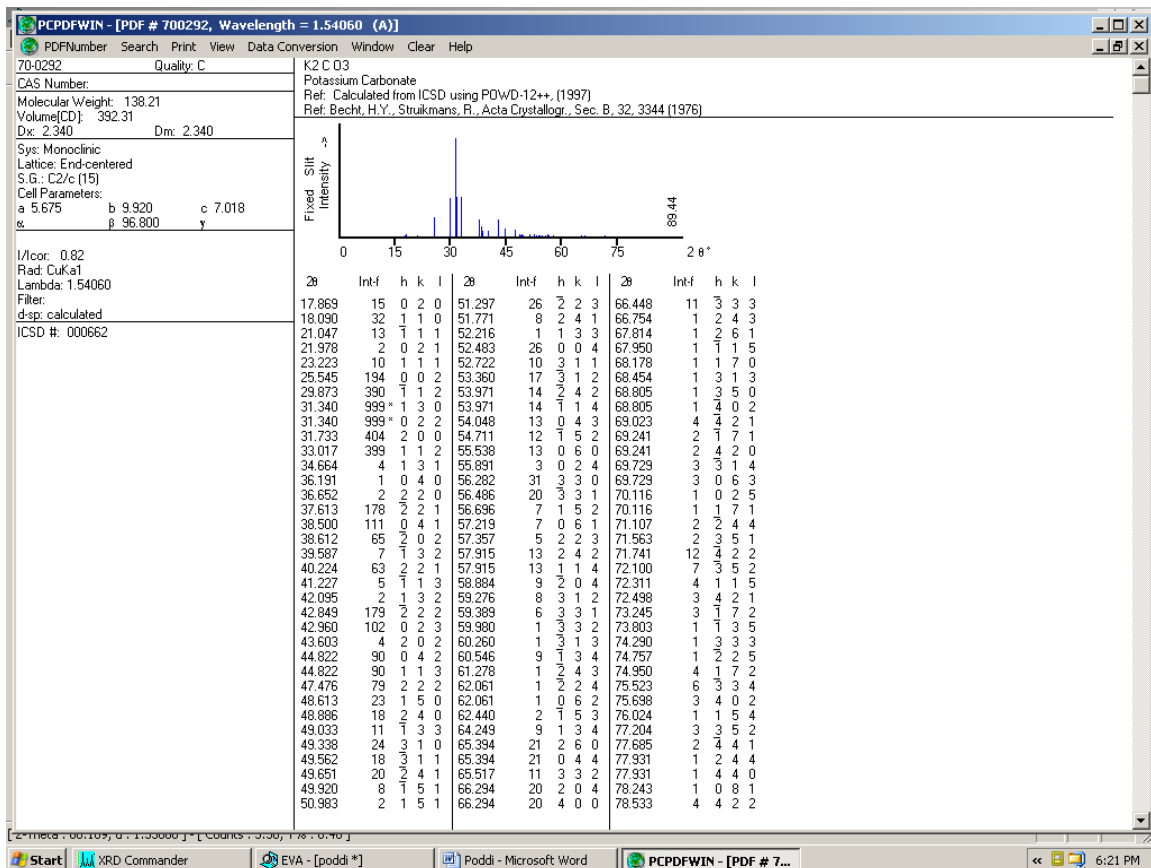 PCPDFWIN - [PDF # 700292, Wavelength = 1.54060 (A)]
PDFNumber Search Print View Data Conversion Window Clear Help
70-0292 Quality: C
CAS Number:
Molecular Weight: 138.21
Volume[CD]: 392.31
Dx: 2.340 Dm: 2.340
Sys: Monoclinic
Lattice: End-centered
S.G.: C2/c (15)
Cell Parameters:
a 5.675 b 9.920 c 7.018
α β 96.800 γ
I/Icor: 0.82
Rad: CuKa1
Lambda: 1.54060
Filter:
d-sp: calculated
ICSD #: 000662
K2 C O3
Potassium Carbonate
Ref: Calculated from ICSD using POWD-12++, (1997)
Ref: Becht, H.Y., Struikmans, R., Acta Crystallogr., Sec. B, 32, 3344 (1976)
Fixed Slit
Intensity ->
89.44
0 15 30 45 60 75 2 θ°
2θ Int-f h k l 2θ Int-f h k l 2θ Int-f h k l
17.869 15 0 2 0 51.297 26 2̅ 2 3 66.448 11 3̅ 3 3
18.090 32 1 1 0 51.771 8 2 4 1 66.754 1 2 4 3
21.047 13 1̅ 1 1 52.216 1 1 3 3 67.814 1 2 6 1
21.978 2 0 2 1 52.483 26 0 0 4 67.950 1 1̅ 1 5
23.223 10 1 1 1 52.722 10 3 1 1 68.178 1 1 7 0
25.545 194 0 0 2 53.360 17 3̅ 1 2 68.454 1 3 1 3
29.873 390 1̅ 1 2 53.971 14 2̅ 4 2 68.805 1 3 5 0
31.340 999 * 1 3 0 53.971 14 1̅ 1 4 68.805 1 4̅ 0 2
31.340 999 * 0 2 2 54.048 13 0 4 3 69.023 4 4̅ 2 1
31.733 404 2 0 0 54.711 12 1̅ 5 2 69.241 2 1̅ 7 1
33.017 399 1 1 2 55.538 13 0 6 0 69.241 2 4 2 0
34.664 4 1 3 1 55.891 3 0 2 4 69.729 3 3̅ 1 4
36.191 1 0 4 0 56.282 31 3 3 0 69.729 3 0 6 3
36.652 2 2 2 0 56.486 20 3̅ 3 1 70.116 1 0 2 5
37.613 178 2̅ 2 1 56.696 7 1 5 2 70.116 1 1 7 1
38.500 111 0 4 1 57.219 7 0 6 1 71.107 2 2̅ 4 4
38.612 65 2̅ 0 2 57.357 5 2 2 3 71.563 2 3 5 1
39.587 7 1̅ 3 2 57.915 13 2 4 2 71.741 12 4̅ 2 2
40.224 63 2 2 1 57.915 13 1 1 4 72.100 7 3̅ 5 2
41.227 5 1̅ 1 3 58.884 9 2̅ 0 4 72.311 4 1 1 5
42.095 2 1 3 2 59.276 8 3 1 2 72.498 3 4 2 1
42.849 179 2̅ 2 2 59.389 6 3 3 1 73.245 3 1̅ 7 2
42.960 102 0 2 3 59.980 1 3̅ 3 2 73.803 1 1̅ 3 5
43.603 4 2 0 2 60.260 1 3̅ 1 3 74.290 1 3 3 3
44.822 90 0 4 2 60.546 9 1̅ 3 4 74.757 1 2̅ 2 5
44.822 90 1 1 3 61.278 1 2̅ 4 3 74.950 4 1 7 2
47.476 79 2 2 2 62.061 1 2̅ 2 4 75.523 6 3̅ 3 4
48.613 23 1 5 0 62.061 1 0 6 2 75.698 3 4 0 2
48.886 18 2 4 0 62.440 2 1̅ 5 3 76.024 1 1 5 4
49.033 11 1̅ 3 3 64.249 9 1 3 4 77.204 3 3 5 2
49.338 24 3 1 0 65.394 21 2 6 0 77.685 2 4̅ 4 1
49.562 18 3̅ 1 1 65.394 21 0 4 4 77.931 1 2 4 4
49.651 20 2̅ 4 1 65.517 11 3 3 2 77.931 1 4 4 0
49.920 8 1̅ 5 1 66.294 20 2 0 4 78.243 1 0 8 1
50.983 2 1 5 1 66.294 20 4 0 0 78.533 4 4 2 2
Start XRD Commander EVA - [poddi *] Poddi - Microsoft Word PCPDFWIN - [PDF # 7... « 6:21 PM